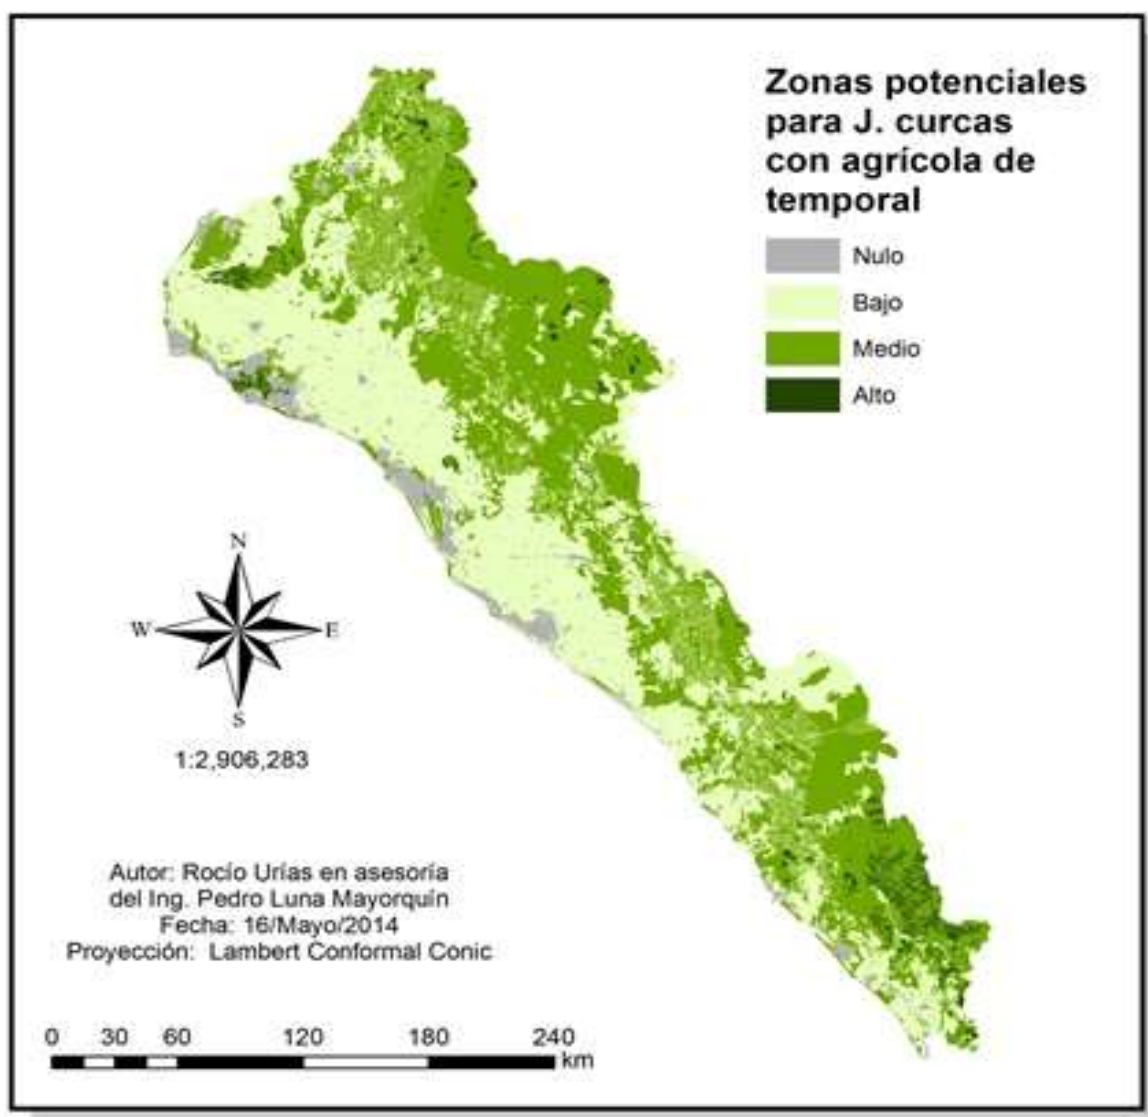 Zonas potenciales
para J. curcas
con agrícola de
temporal
Nulo
Bajo
Medio
Alto
N
W
E
S
1:2,906,283
Autor: Rocío Urías en asesoría
del Ing. Pedro Luna Mayorquín
Fecha: 16/Mayo/2014
Proyección: Lambert Conformal Conic
0 30 60 120 180 240
km